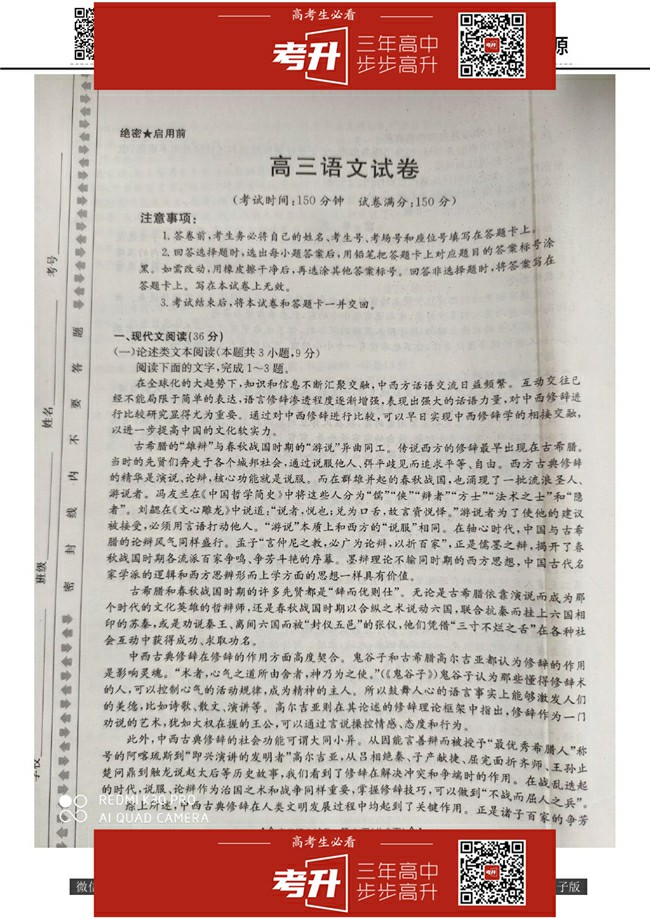 高考生必看
考升
三年高中
步步高升
源
绝密★启用前
高三语文试卷
(考试时间:150分钟 试卷满分:150分)
注意事项:
1.答卷前,考生务必将自己的姓名、考生号、考场号和座位号填写在答题卡上。
2.回答选择题时,选出每小题答案后,用铅笔把答题卡上对应题目的答案标号涂
黑。如需改动,用橡皮擦干净后,再选涂其他答案标号。回答非选择题时,将答案写在
答题卡上。写在本试卷上无效。
3.考试结束后,将本试卷和答题卡一并交回。
一、现代文阅读(36分)
(一)论述类文本阅读(本题共3小题,9分)
阅读下面的文字,完成1~3题。
在全球化的大趋势下,知识和信息不断汇聚交融,中西方话语交流日益频繁。互动交往已
经不能局限于简单的表达,语言修辞渗透程度逐渐增强,表现出强大的话语力量,对中西修辞进
行比较研究显得尤为重要。通过对中西修辞进行比较,可以早日实现中西修辞学的相接交融,
以进一步提高中国的文化软实力。
古希腊的“雄辩”与春秋战国时期的“游说”异曲同工。传说西方的修辞最早出现在古希腊。
当时的先贤们奔走于各个城邦社会,通过说服他人、弭平歧见而追求平等、自由。西方古典修辞
的精华是演说、论辩,核心功能就是说服。而在群雄并起的春秋战国,也涌现了一批流浪圣人、
游说者。冯友兰在《中国哲学简史》中将这些人分为“儒”“侠”“辩者”“方士”“法术之士”和“隐
者”。刘勰在《文心雕龙》中说道:“说者,悦也;兑为口舌,故言资说怿。”游说者为了使他的建议
被接受,必须用言语打动他人。“游说”本质上和西方的“说服”相同。在轴心时代,中国与古希
腊的论辩风气同样盛行。孟子“言仲尼之教,必广为论辩,以折百家”,正是儒墨之辩,揭开了春
秋战国时期各流派百家争鸣、争芳斗艳的序幕。墨辩理论不输同时期的西方思想,中国古代名
家学派的逻辑和西方思辨形而上学方面的思想一样具有价值。
古希腊和春秋战国时期的许多先贤都是“辞而优则仕”。无论是古希腊依靠演说而成为那
个时代的文化英雄的哲辩师,还是春秋战国时期以合纵之术说动六国,联合抗秦而挂上六国相
印的苏秦,或是劝说秦王、离间六国而被“封仪五邑”的张仪,他们凭借“三寸不烂之舌”在各种社
会互动中获得成功、求取功名。
中西古典修辞在修辞的作用方面高度契合。鬼谷子和古希腊高尔吉亚都认为修辞的作用
是影响灵魂。“术者,心气之道所由舍者,神乃为之使。”(《鬼谷子》)鬼谷子认为那些懂得修辞术
的人,可以控制心气的活动规律,成为精神的主人。所以鼓舞人心的语言事实上能够激发人们
的美德,比如诗歌、散文、演讲等。高尔吉亚则在其论述的修辞理论框架中指出,修辞作为一门
劝说的艺术,犹如大权在握的王公,可以通过言说操控情感、态度和行为。
此外,中西古典修辞的社会功能可谓大同小异。从因能言善辩而被授予“最优秀希腊人”称
号的阿喀琉斯到“即兴演讲的发明者”高尔吉亚,从吕相绝秦、子产献捷、屈完面折齐师、王孙止
楚问鼎到触龙说赵太后等历史故事,我们看到了修辞在解决冲突和争端时的作用。在战乱迭起
的时代,说服、论辩作为治国之术和战争同样重要,掌握修辞技巧,可以做到“不战而屈人之兵”。
综上所述,中西古典修辞在人类文明发展过程中均起到了关键作用。正是诸子百家的争芳
考号
姓名
班级
密封线内不要答题
REDMI K30 PRO
AI QUAD CAMERA
高考生必看
考升
三年高中
步步高升
微信
子版